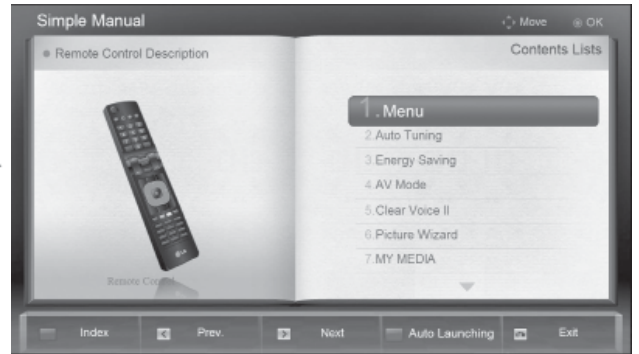 Simple Manual
Move OK
Remote Control Description
Contents Lists
1. Menu
2.Auto Tuning
3.Energy Saving
4.AV Mode
5.Clear Voice II
6.Picture Wizard
7.MY MEDIA
LG
Remote Control
Index Prev. Next Auto Launching Exit